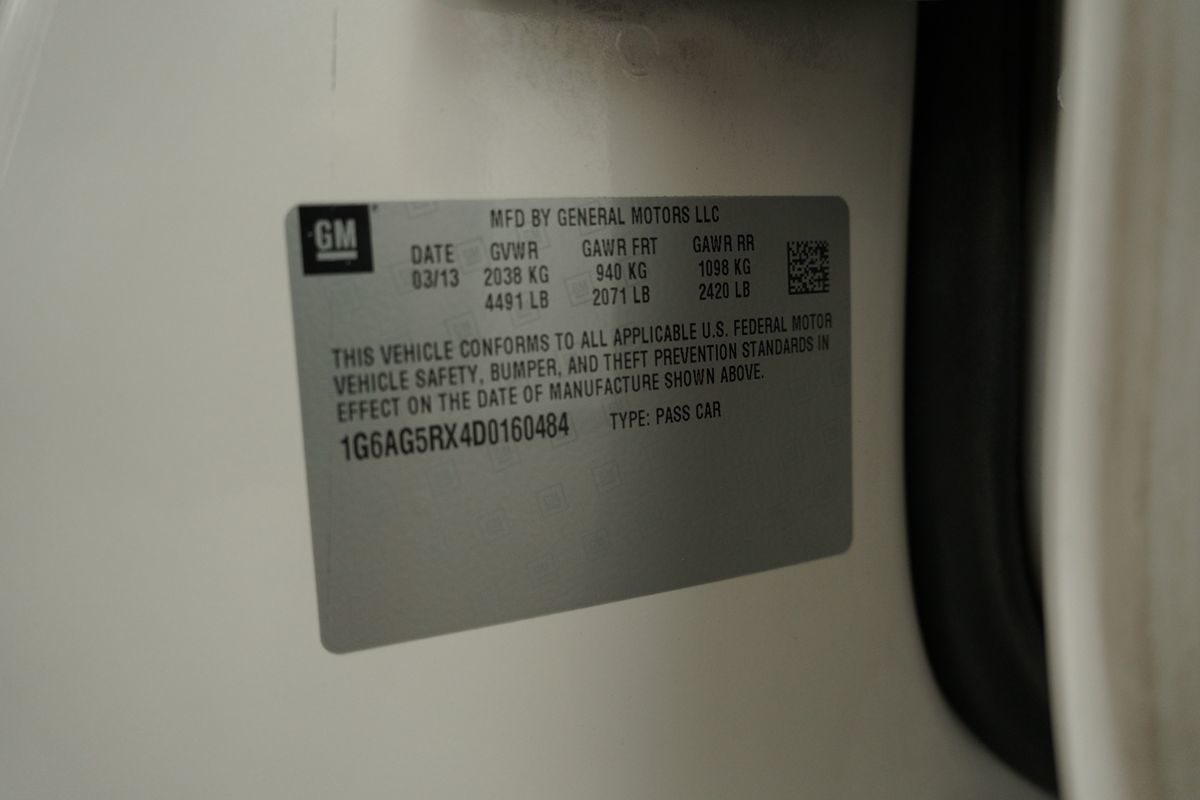 GM
MFD BY GENERAL MOTORS LLC
DATE GVWR GAWR FRT GAWR RR
03/13 2038 KG 940 KG 1098 KG
4491 LB 2071 LB 2420 LB
THIS VEHICLE CONFORMS TO ALL APPLICABLE U.S. FEDERAL MOTOR
VEHICLE SAFETY, BUMPER, AND THEFT PREVENTION STANDARDS IN
EFFECT ON THE DATE OF MANUFACTURE SHOWN ABOVE.
1G6AG5RX4D0160484 TYPE: PASS CAR